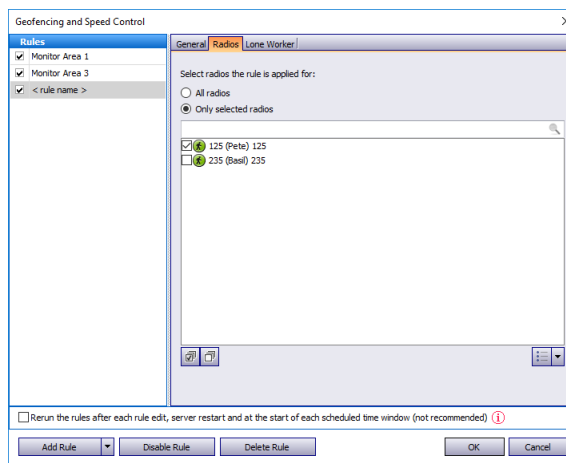 Geofencing and Speed Control
Rules
Monitor Area 1
Monitor Area 3
< rule name >
General Radios Lone Worker
Select radios the rule is applied for:
All radios
Only selected radios
125 (Pete) 125
235 (Basil) 235
Rerun the rules after each rule edit, server restart and at the start of each scheduled time window (not recommended)
Add Rule Disable Rule Delete Rule OK Cancel